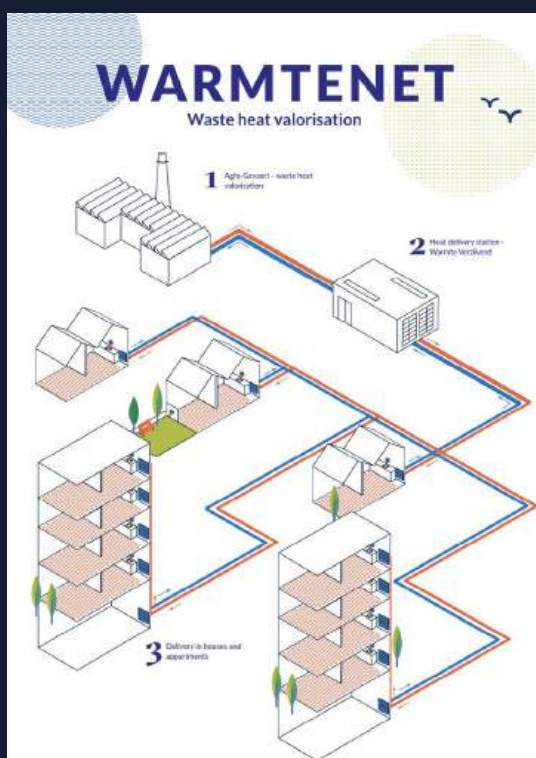 WARMTENET
Waste heat valorisation
1 Agfa-Gevaert - waste heat
valorisation
2 Heat delivery station -
Warmte Verzilverd
3 Delivery in houses and
appartments